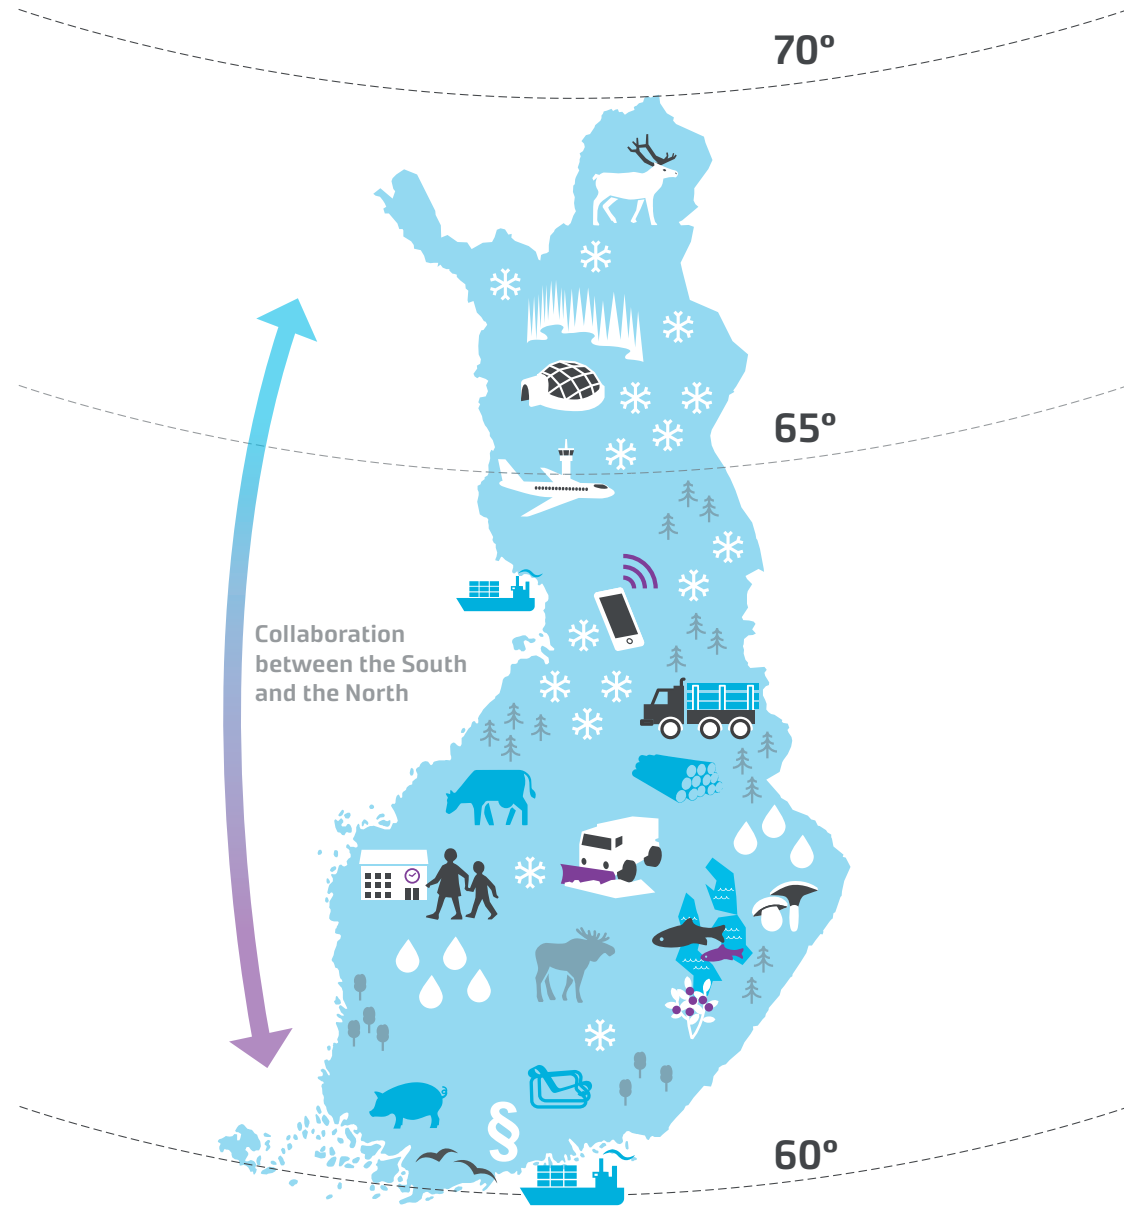 70º
65º
Collaboration
between the South
and the North
§
60º